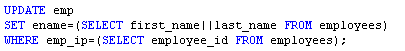 UPDATE emp
SET ename=(SELECT first_name||last_name FROM employees)
WHERE emp_ip=(SELECT employee_id FROM employees);